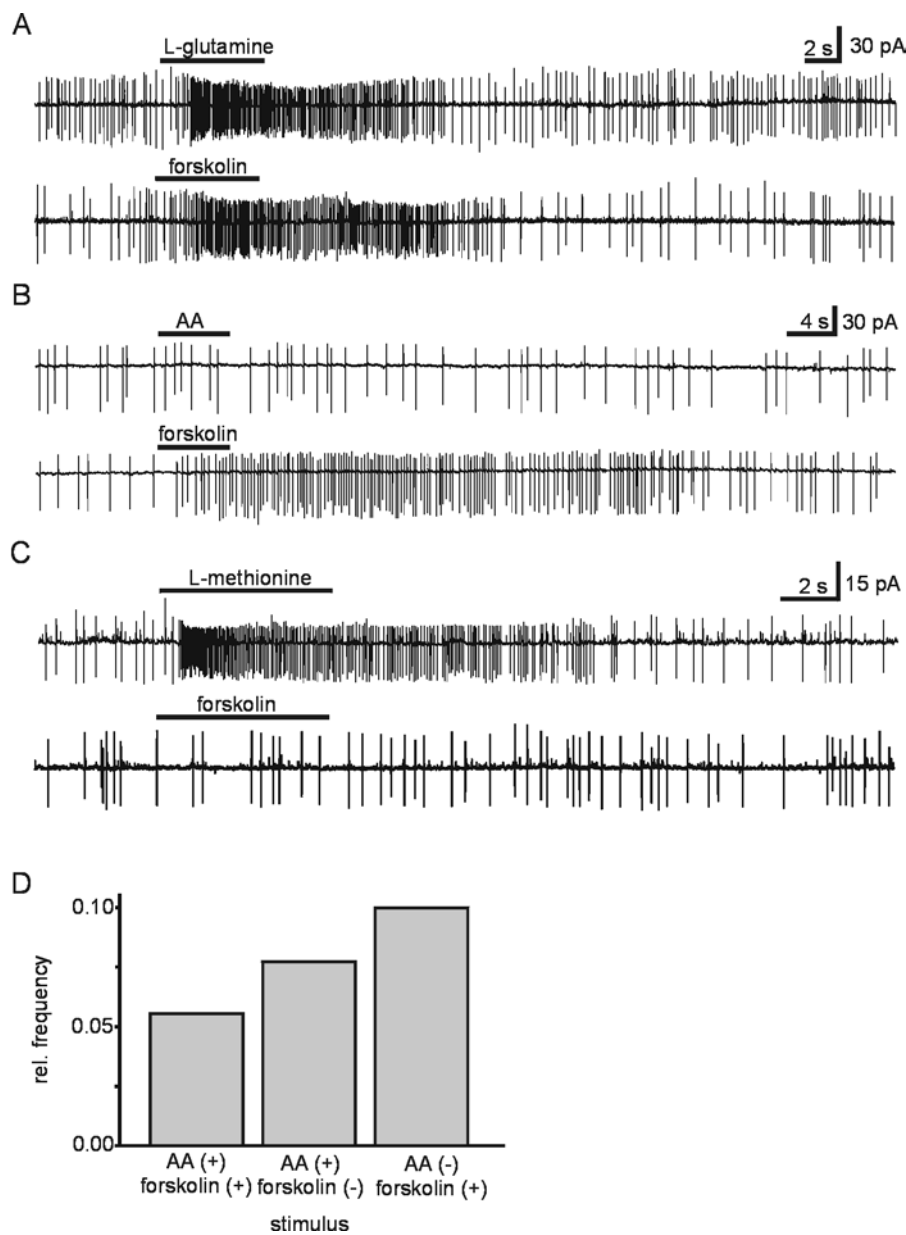 A
L-glutamine
2 s 30 pA
forskolin
B
AA
4 s 30 pA
forskolin
C
L-methionine
2 s 15 pA
forskolin
D
0.10
0.05
0.00
rel. frequency
AA (+) AA (+) AA (-)
forskolin (+) forskolin (-) forskolin (+)
stimulus